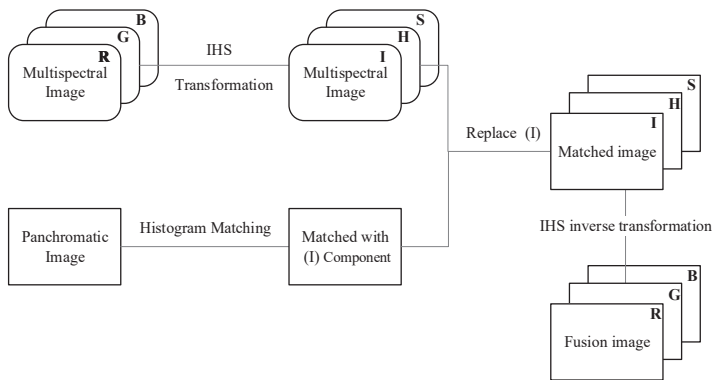 B
G
R
Multispectral
Image
IHS
Transformation
S
H
I
Multispectral
Image
Replace (I)
S
H
I
Matched image
Panchromatic
Image
Histogram Matching
Matched with
(I) Component
IHS inverse transformation
B
G
R
Fusion image